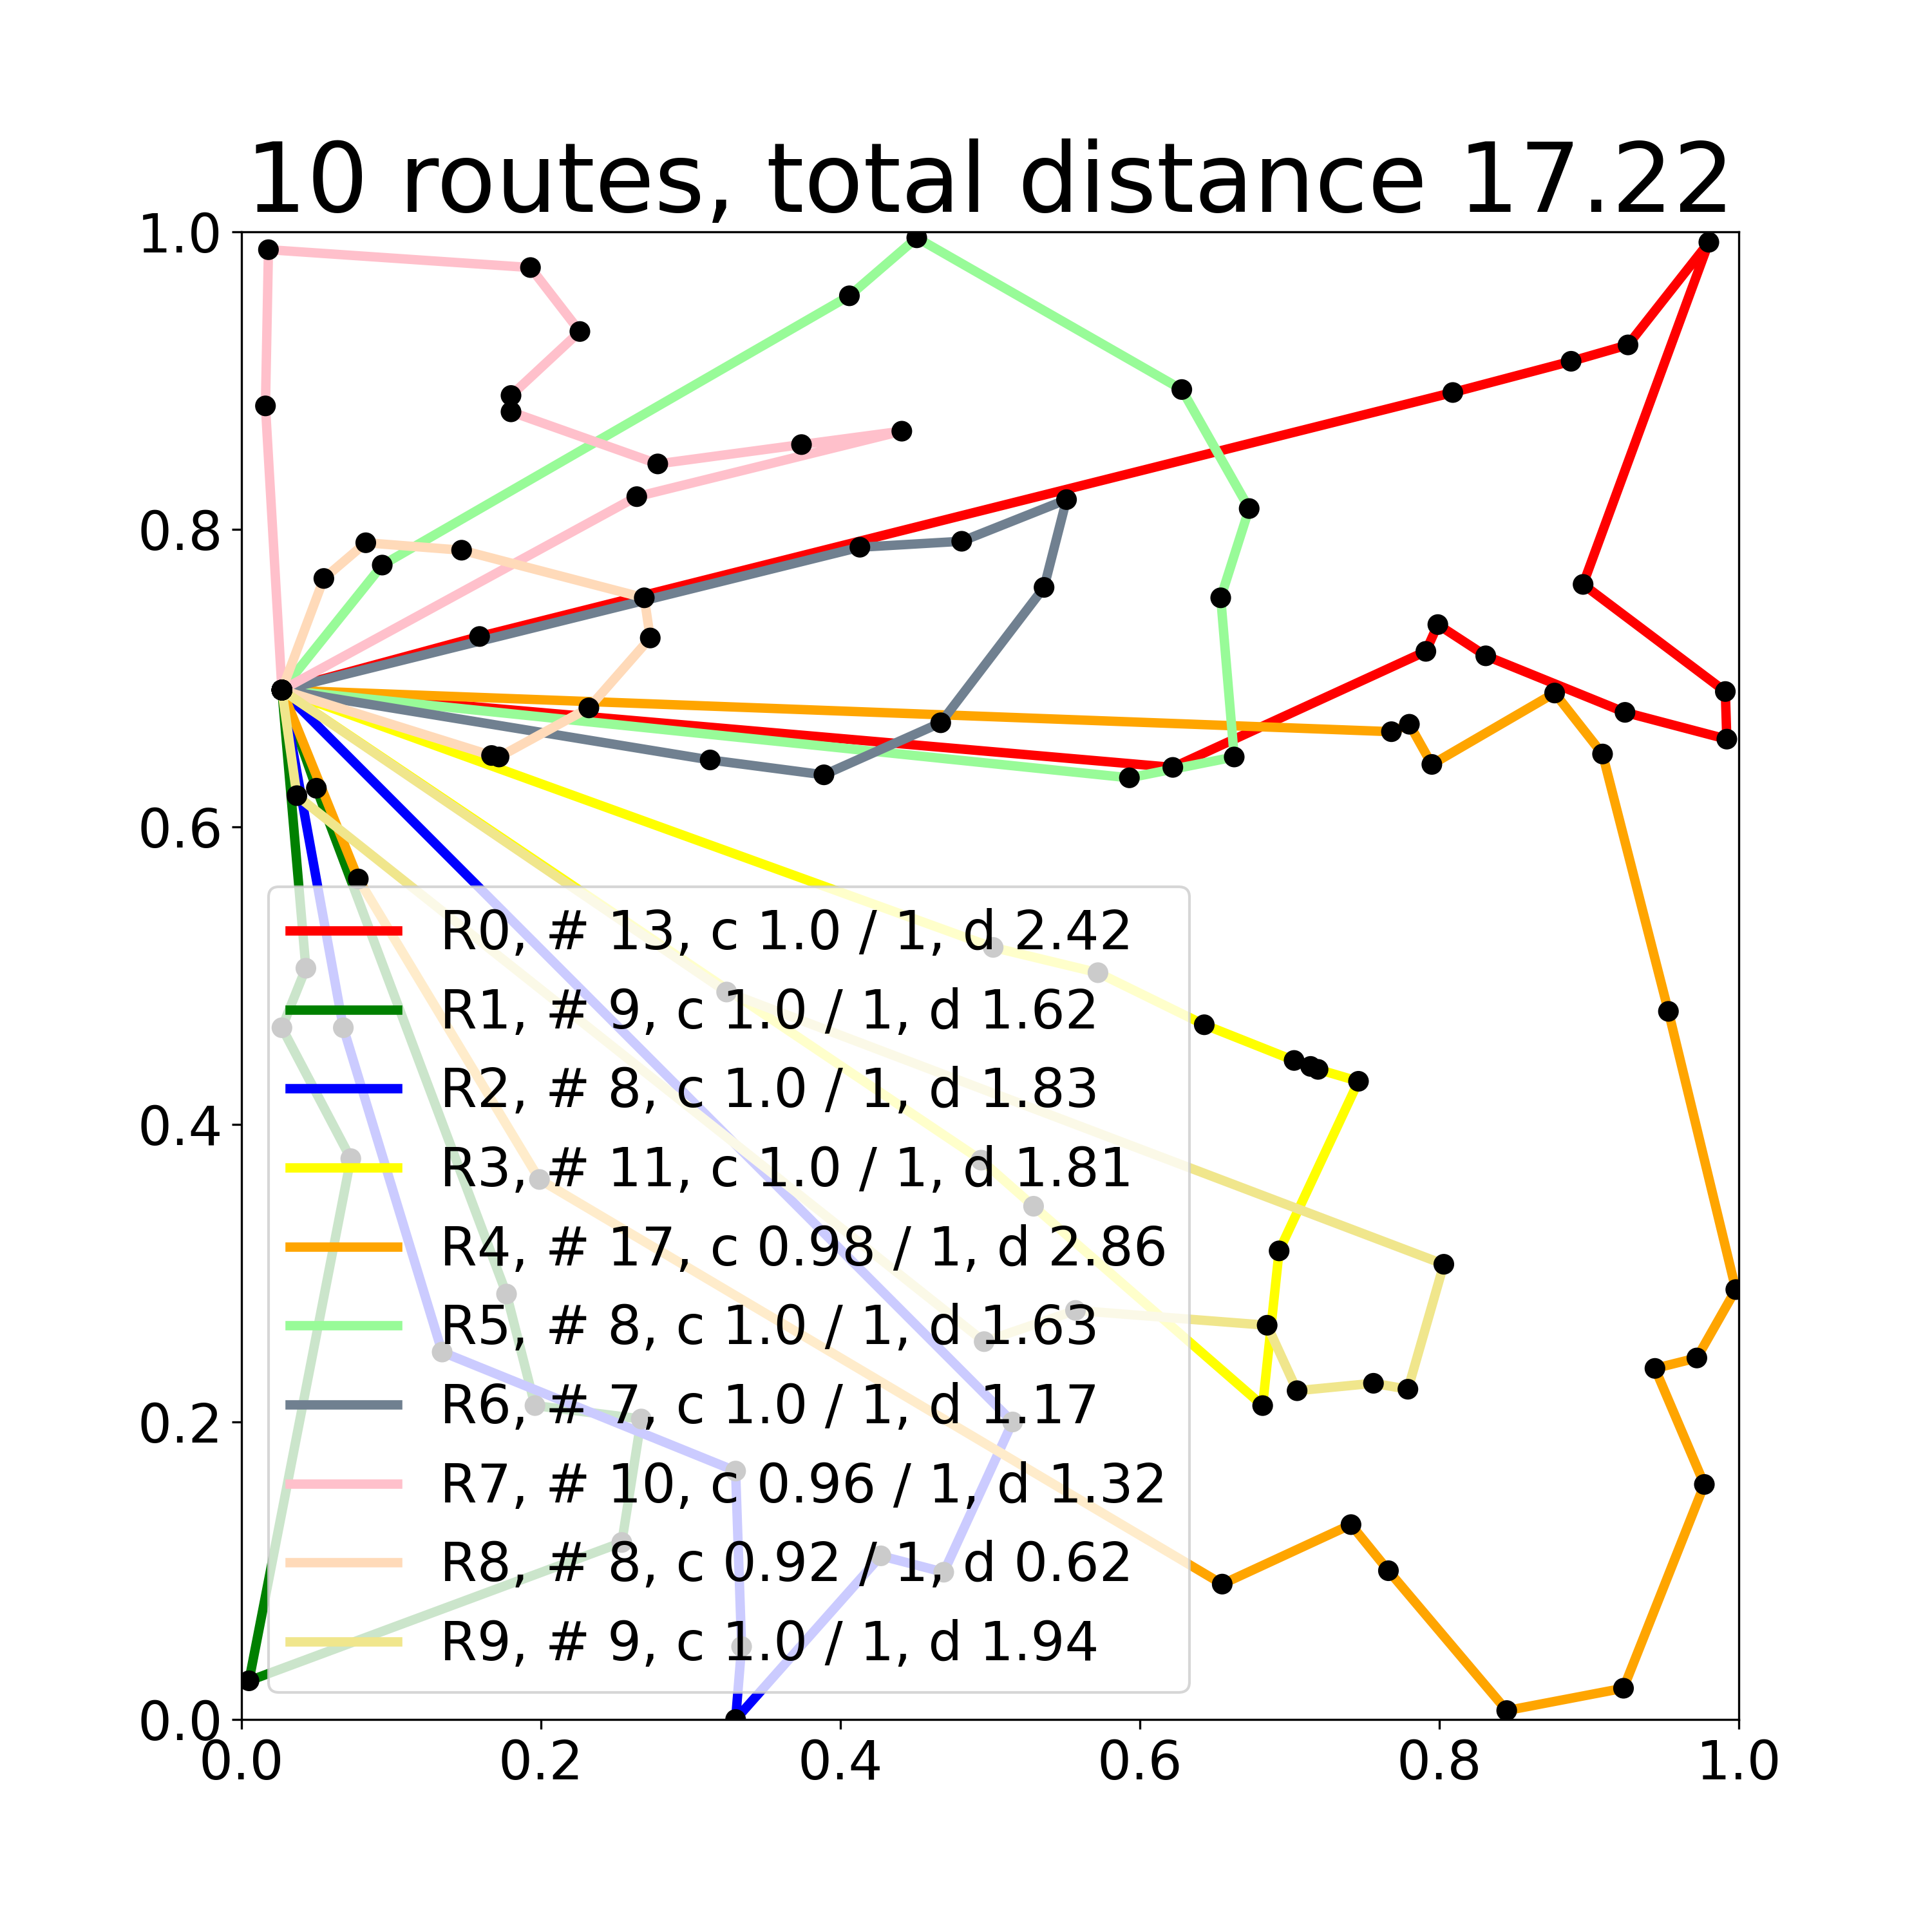 10 routes, total distance 17.22
1.0
0.8
0.6
0.4
0.2
0.0
R0, # 13, c 1.0 / 1, d 2.42
R1, # 9, c 1.0 / 1, d 1.62
R2, # 8, c 1.0 / 1, d 1.83
R3, # 11, c 1.0 / 1, d 1.81
R4, # 17, c 0.98 / 1, d 2.86
R5, # 8, c 1.0 / 1, d 1.63
R6, # 7, c 1.0 / 1, d 1.17
R7, # 10, c 0.96 / 1, d 1.32
R8, # 8, c 0.92 / 1, d 0.62
R9, # 9, c 1.0 / 1, d 1.94
0.0 0.2 0.4 0.6 0.8 1.0